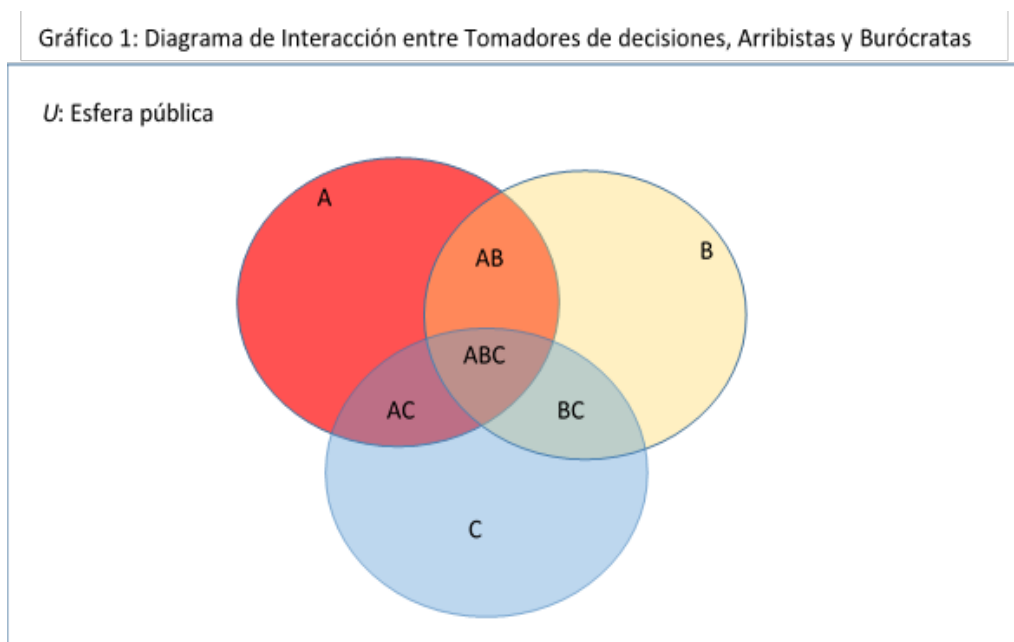 Gráfico 1: Diagrama de Interacción entre Tomadores de decisiones, Arribistas y Burócratas
U: Esfera pública
A
B
AB
ABC
AC
BC
C